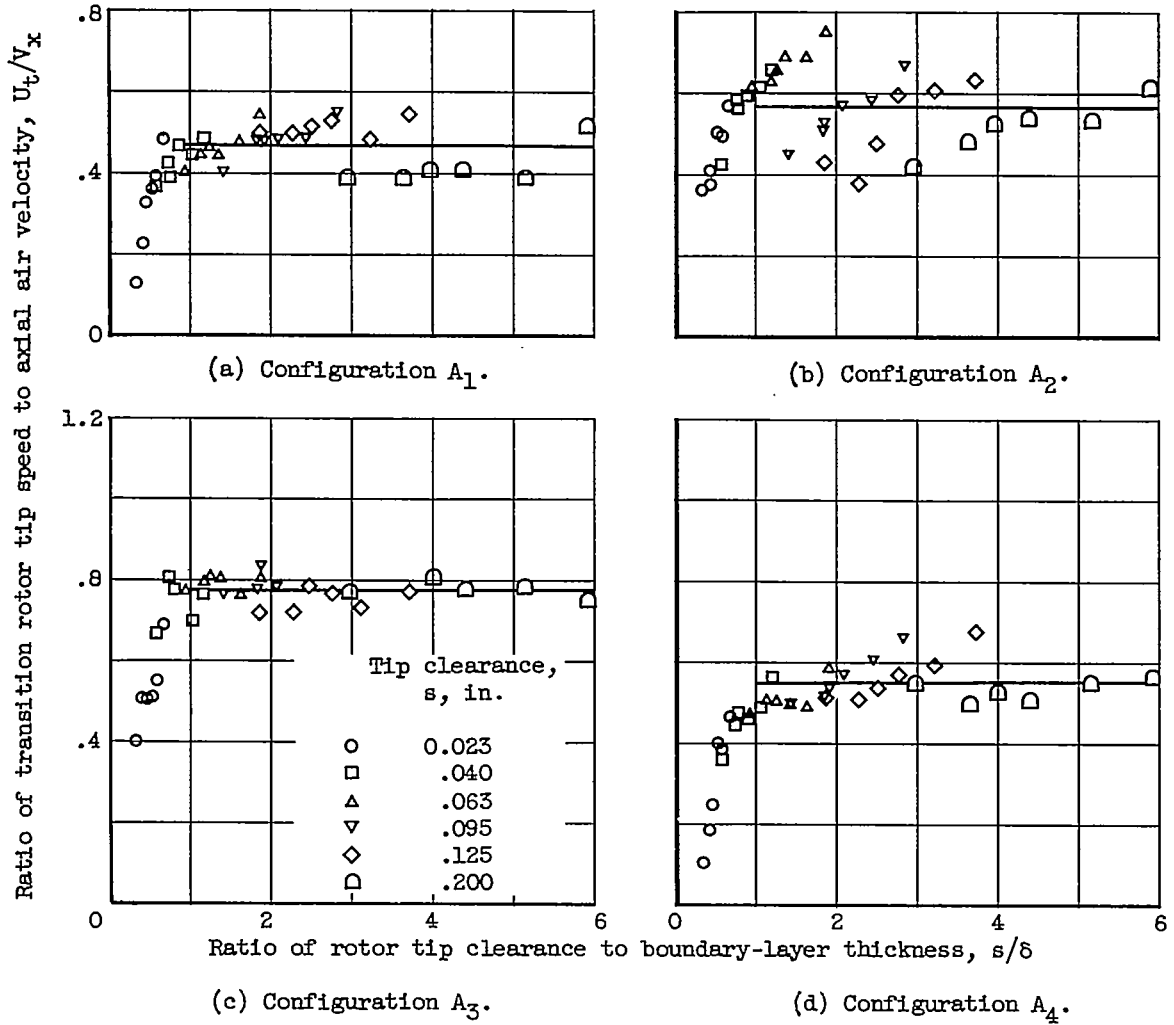 Ratio of transition rotor tip speed to axial air velocity, Ut/Vx
.8
.4
0
(a) Configuration A1.
(b) Configuration A2.
1.2
.8
.4
0
2
4
6
0
2
4
6
Tip clearance,
s, in.
0.023
.040
.063
.095
.125
.200
Ratio of rotor tip clearance to boundary-layer thickness, s/δ
(c) Configuration A3.
(d) Configuration A4.